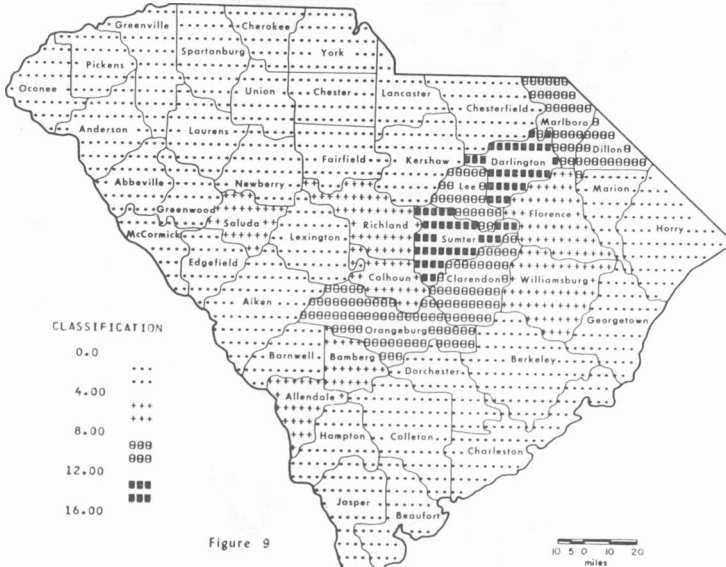 Greenville
Cherokee
Spartanburg
York
Pickens
Oconee
Union
Chester
Lancaster
Chesterfield
Marlboro
Anderson
Laurens
Darlington
Dillon
Fairfield
Kershaw
Abbeville
Newberry
Lee
Marion
Greenwood
Saluda
Richland
Florence
McCormick
Lexington
Sumter
Horry
Edgefield
Calhoun
Clarendon
Williamsburg
Aiken
Orangeburg
Georgetown
Barnwell
Bamberg
Berkeley
Dorchester
Allendale
Hampton
Colleton
Charleston
Jasper
Beaufort
CLASSIFICATION
0.0
4.00
8.00
12.00
16.00
Figure 9
10 5 0 10 20
miles